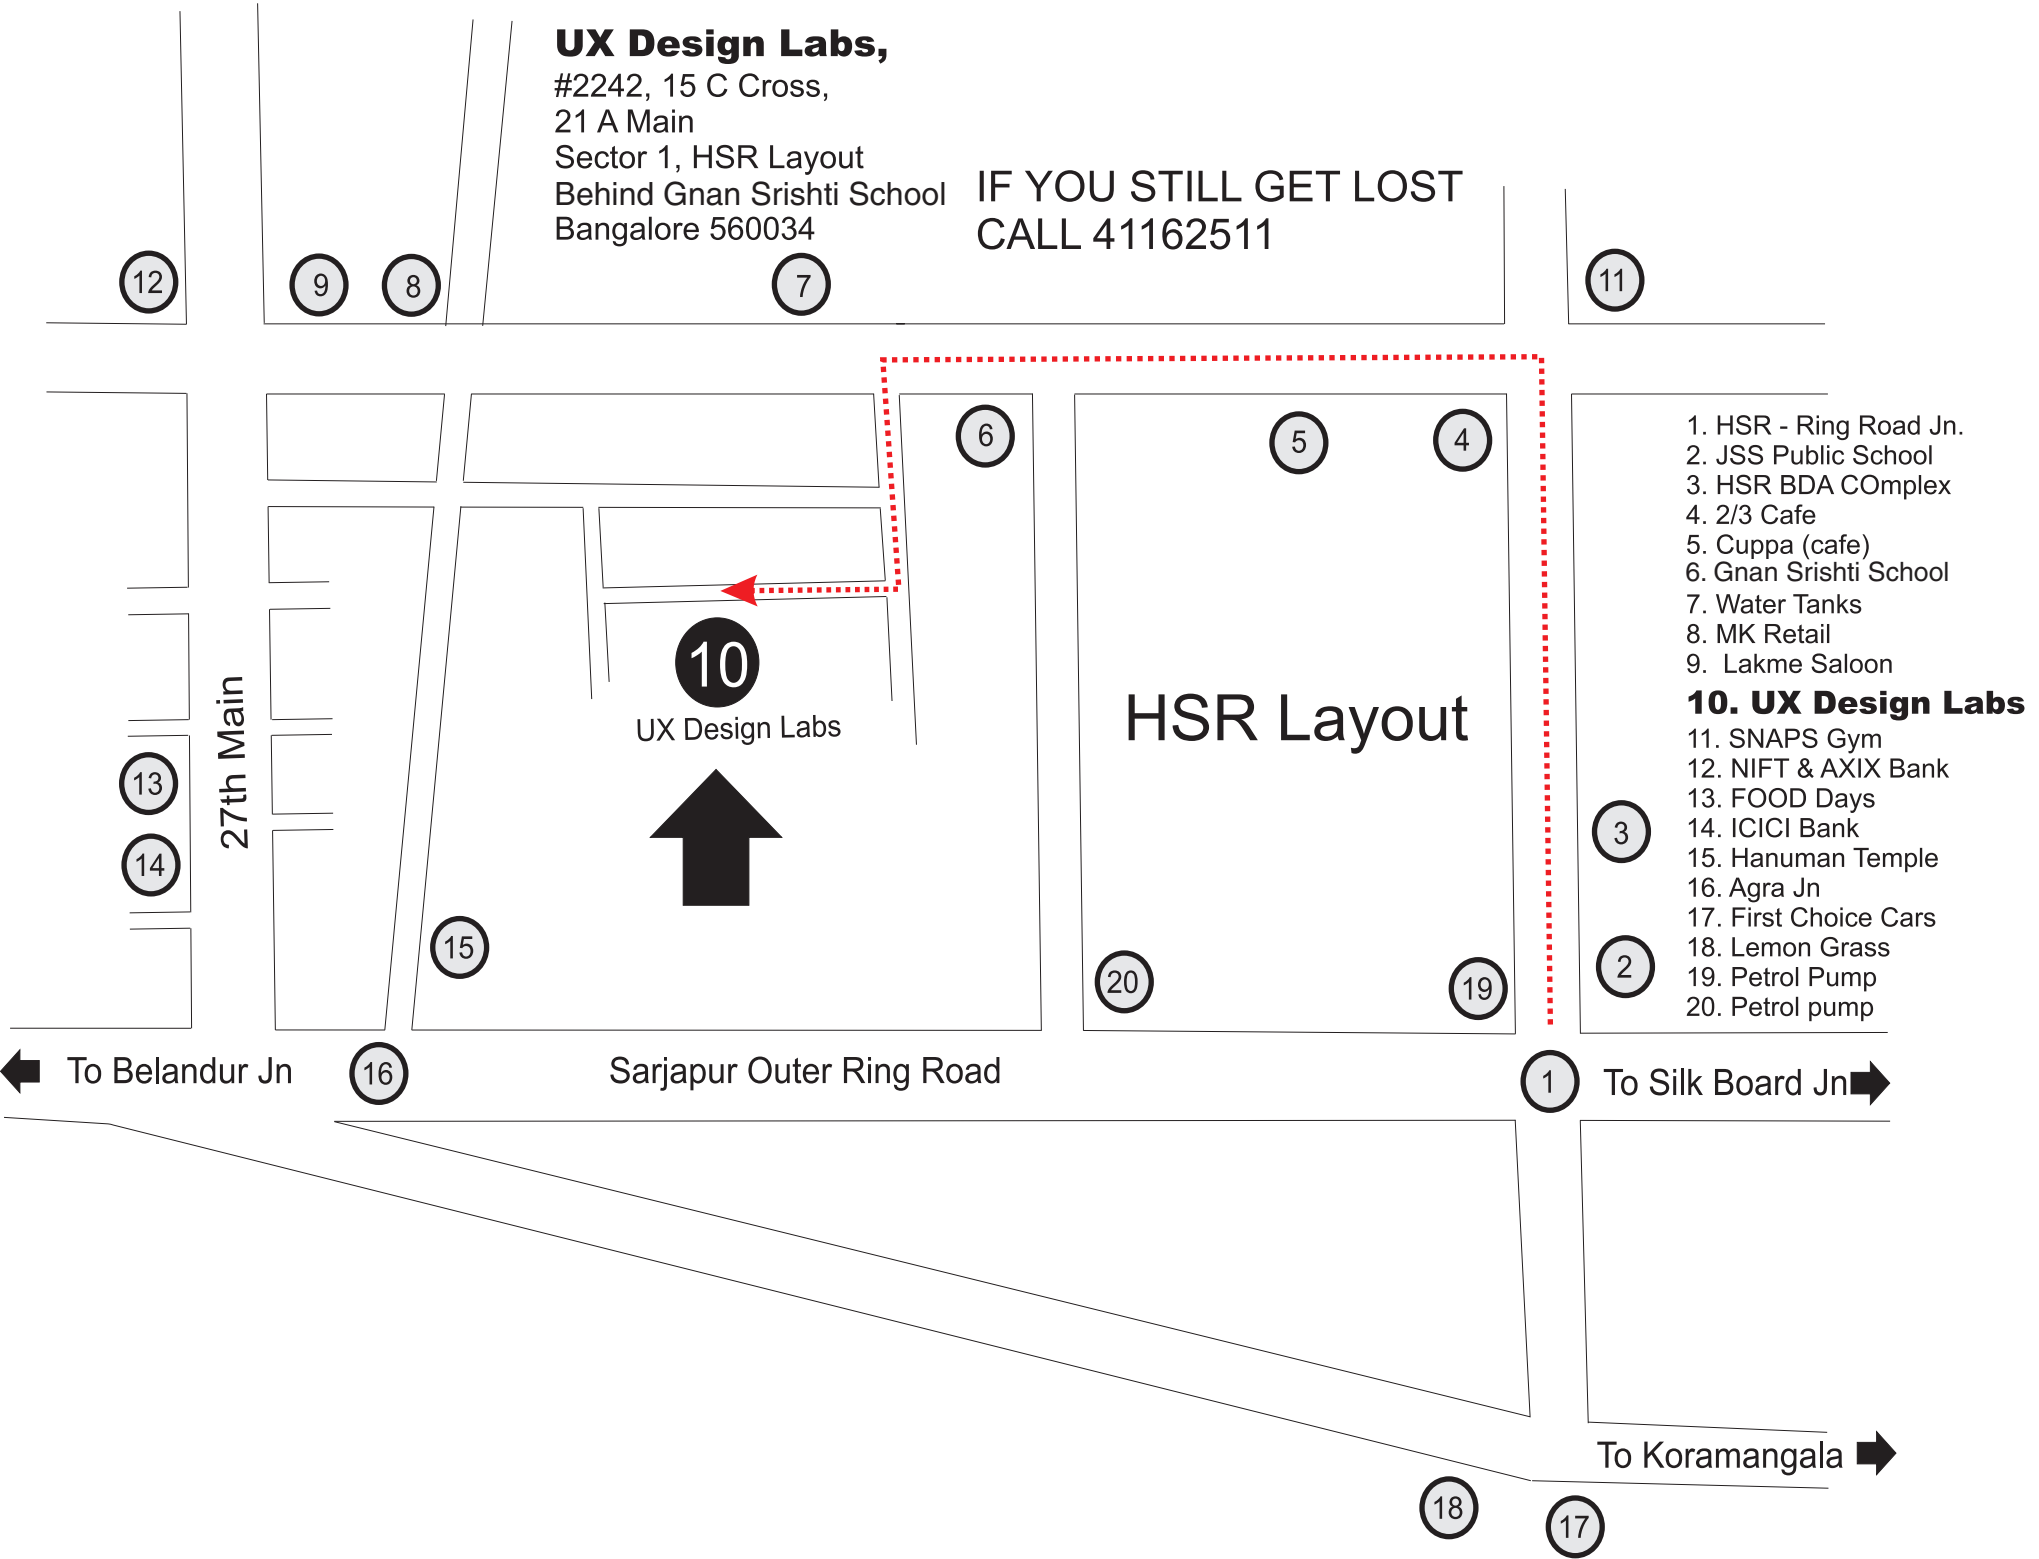 UX Design Labs,
#2242, 15 C Cross,
21 A Main
Sector 1, HSR Layout
Behind Gnan Srishti School
Bangalore 560034
IF YOU STILL GET LOST
CALL 41162511
12
9
8
7
11
6
5
4
1. HSR - Ring Road Jn.
2. JSS Public School
3. HSR BDA COmplex
4. 2/3 Cafe
5. Cuppa (cafe)
6. Gnan Srishti School
7. Water Tanks
8. MK Retail
9. Lakme Saloon
10. UX Design Labs
11. SNAPS Gym
12. NIFT & AXIX Bank
13. FOOD Days
14. ICICI Bank
15. Hanuman Temple
16. Agra Jn
17. First Choice Cars
18. Lemon Grass
19. Petrol Pump
20. Petrol pump
10
UX Design Labs
HSR Layout
27th Main
13
14
3
15
20
19
2
To Belandur Jn
16
Sarjapur Outer Ring Road
1
To Silk Board Jn
To Koramangala
18
17